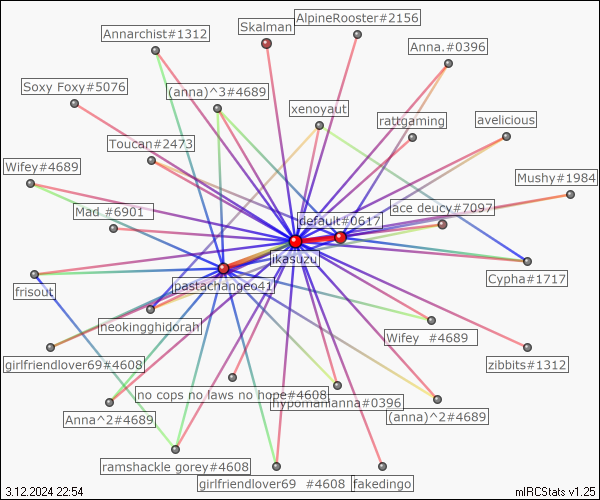 AlpineRooster#2156
Skalman
Annarchist#1312
Anna.#0396
Soxy Foxy#5076
(anna)^3#4689
xenoyaut
rattgaming
avelicious
Toucan#2473
Wifey#4689
Mushy#1984
Mad #6901
default#0617
ace deucy#7097
ikasuzu
Cypha#1717
pastachangeo41
frisout
neokingghidorah
Wifey #4689
girlfriendlover69#4608
zibbits#1312
no cops no laws no hope#4608
hypomanianna#0396
Anna^2#4689
(anna)^2#4689
ramshackle gorey#4608
girlfriendlover69 #4608
fakedingo
3.12.2024 22:54
mIRCStats v1.25